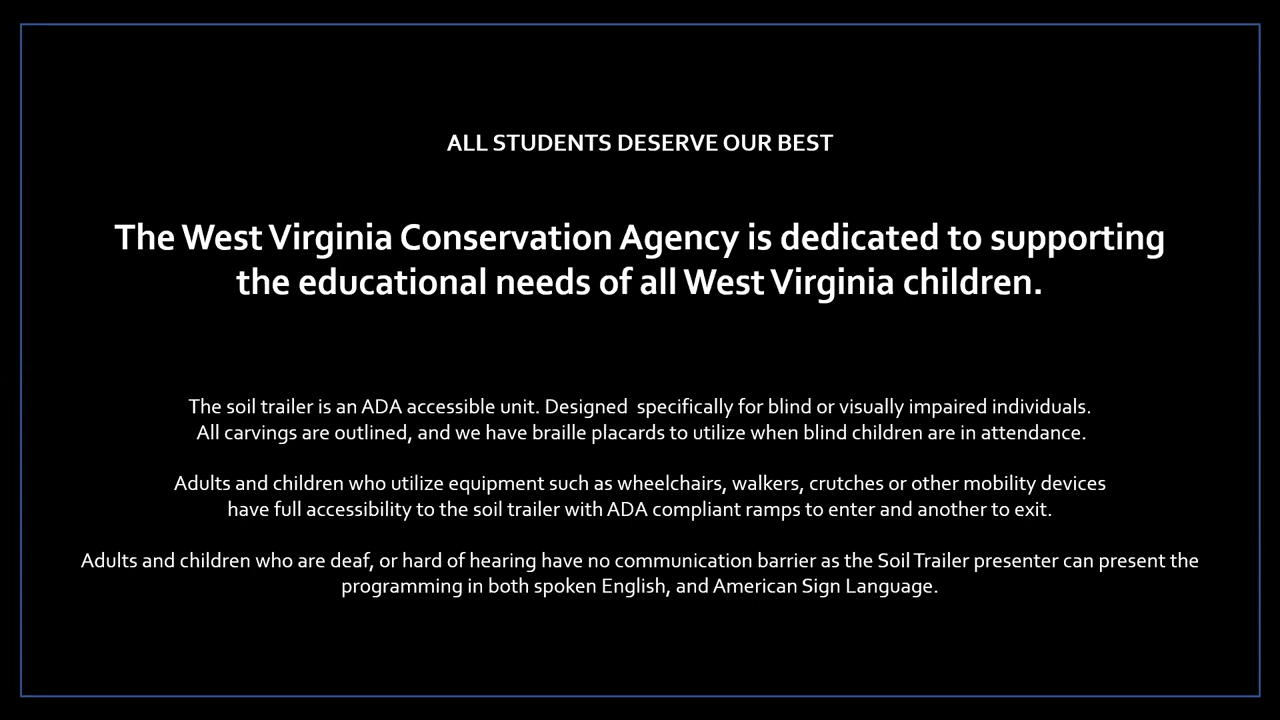 ALL STUDENTS DESERVE OUR BEST
The West Virginia Conservation Agency is dedicated to supporting
the educational needs of all West Virginia children.
The soil trailer is an ADA accessible unit. Designed  specifically for blind or visually impaired individuals.
All carvings are outlined, and we have braille placards to utilize when blind children are in attendance.
Adults and children who utilize equipment such as wheelchairs, walkers, crutches or other mobility devices
have full accessibility to the soil trailer with ADA compliant ramps to enter and another to exit.
Adults and children who are deaf, or hard of hearing have no communication barrier as the Soil Trailer presenter can present the
programming in both spoken English, and American Sign Language.